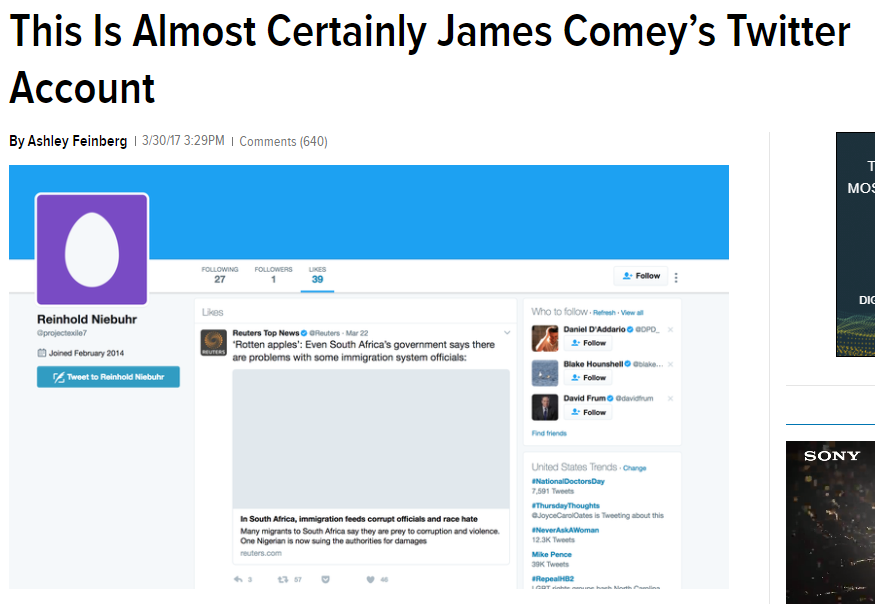 This Is Almost Certainly James Comey's Twitter
Account
By Ashley Feinberg | 3/30/17 3:29PM | Comments (640)
FOLLOWING
27
FOLLOWERS
1
LIKES
39
Follow
Reinhold Niebuhr
@projectexile7
Joined February 2014
Tweet to Reinhold Niebuhr
Likes
REUTERS
Reuters Top News @Reuters · Mar 22
'Rotten apples': Even South Africa's government says there
are problems with some immigration system officials:
In South Africa, immigration feeds corrupt officials and race hate
Many migrants to South Africa say they are prey to corruption and violence.
One Nigerian is now suing the authorities for damages
reuters.com
3 57 46
Who to follow · Refresh · View all
Daniel D'Addario @DPD_
Follow
Blake Hounshell @blake...
Follow
David Frum @davidfrum
Follow
Find friends
United States Trends · Change
#NationalDoctorsDay
7,591 Tweets
#ThursdayThoughts
@JoyceCarolOates is Tweeting about this
#NeverAskAWoman
12.3K Tweets
Mike Pence
39K Tweets
#RepealHB2
LGBT rights groups bash North Carolina
T
MOS
DIG
SONY